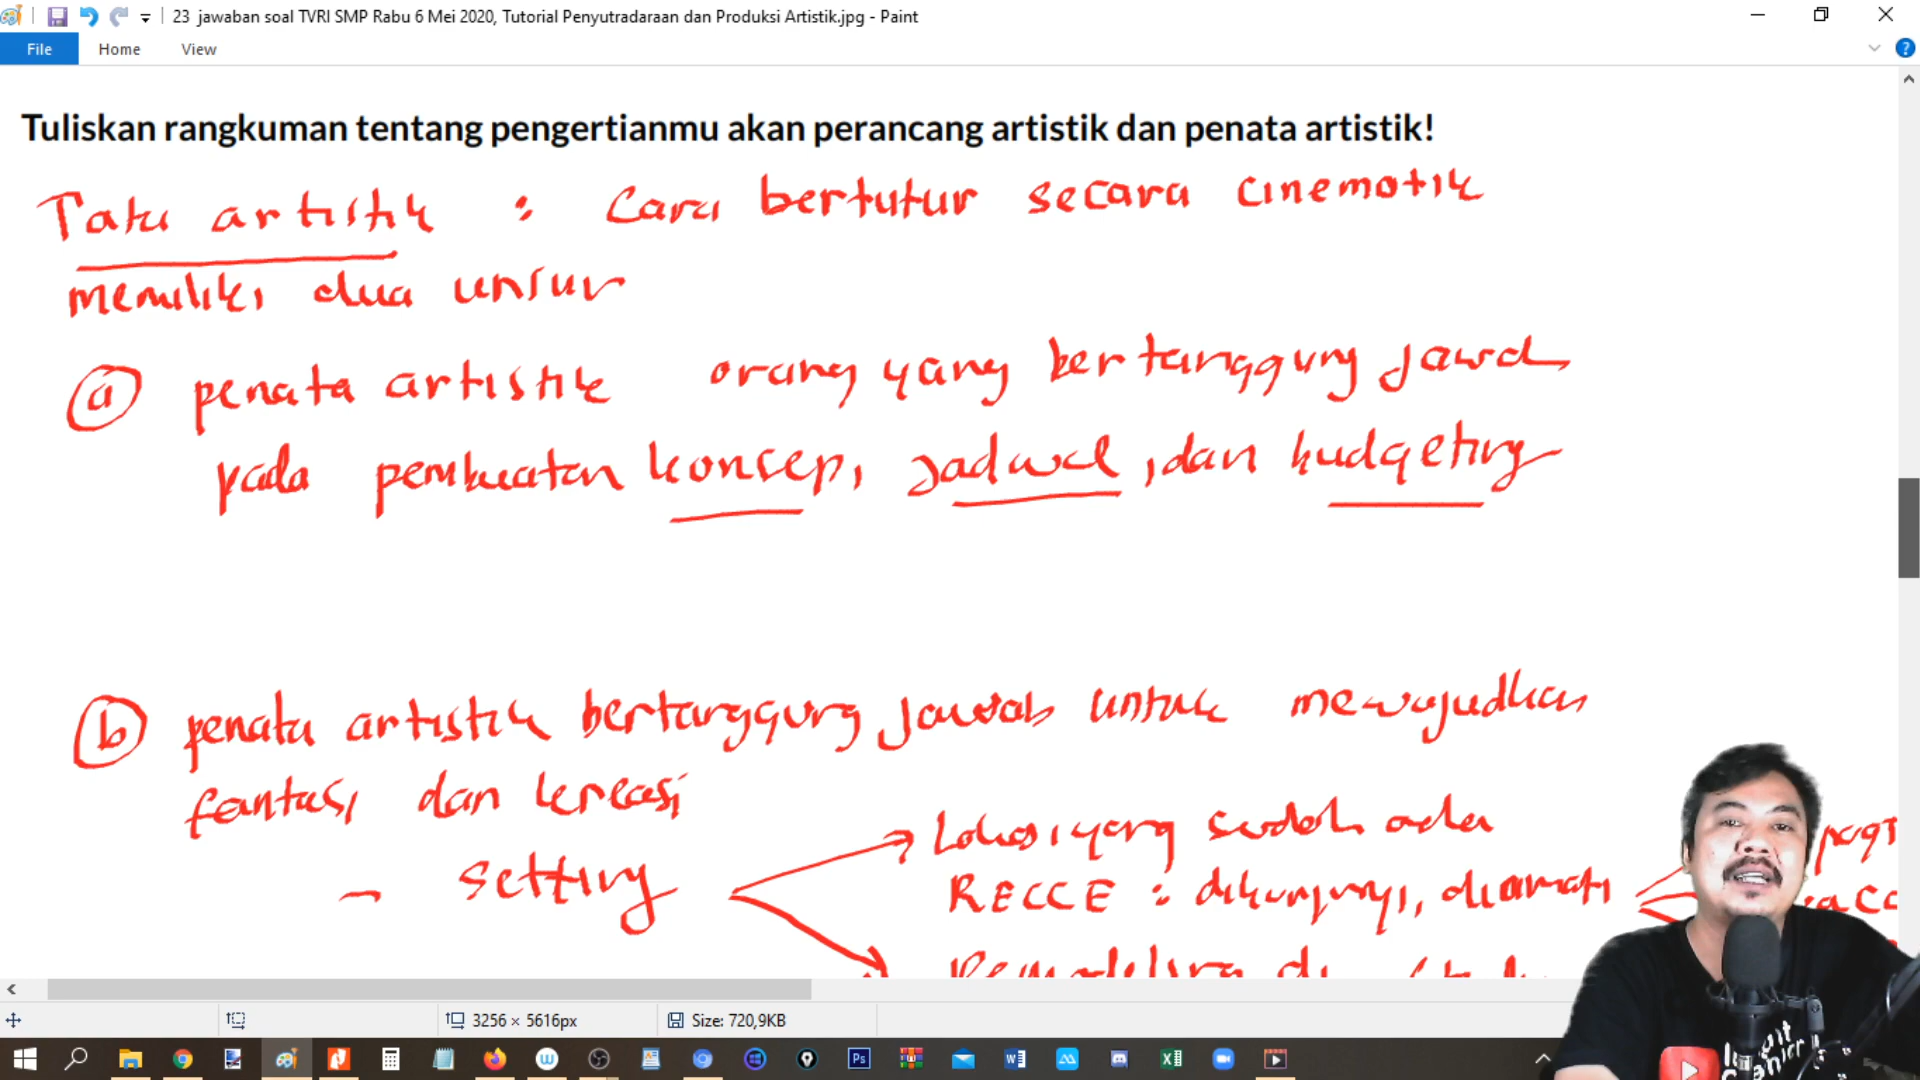 23 jawaban soal TVRI SMP Rabu 6 Mei 2020, Tutorial Penyutradaraan dan Produksi Artistik.jpg - Paint
File Home View
Tuliskan rangkuman tentang pengertianmu akan perancang artistik dan penata artistik!
Tata artistik : Cara bertutur secara cinematik
memiliki dua unsur
a penata artistik orang yang bertanggung jawab
pada pembuatan konsep, jadwal, dan budgeting
b penata artistik bertanggung jawab untuk mewujudkan
fantasi dan kreasi
- setting
Lokasi yang sudah ada
RECCE : dikunjungi, diamati
Remodeling di
3256 × 5616px
Size: 720,9KB